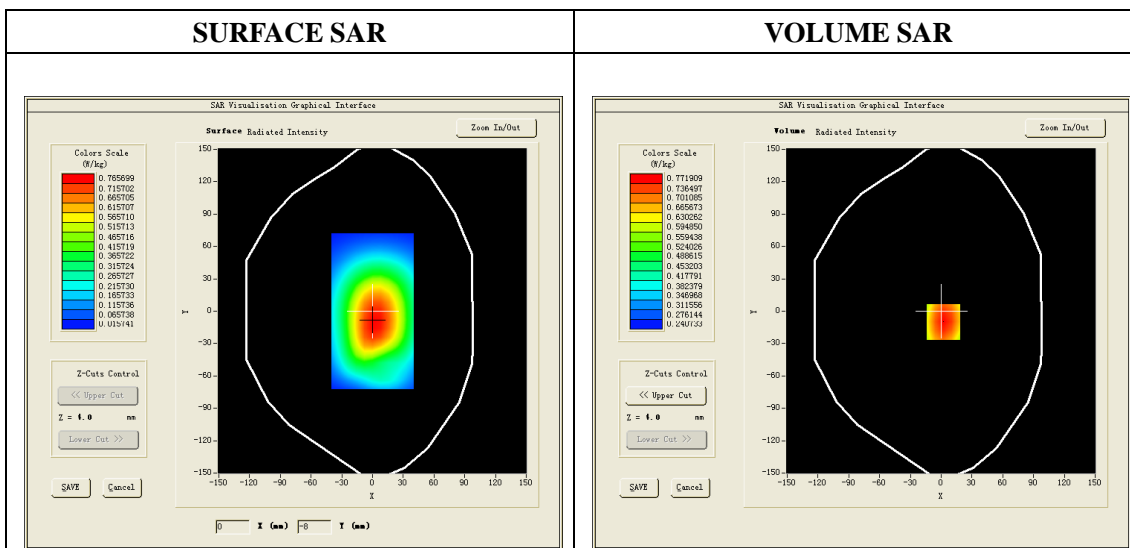 SURFACE SAR
VOLUME SAR
SAR Visualisation Graphical Interface
Surface Radiated Intensity
Zoom In/Out
Colors Scale
(W/kg)
0.765699
0.715702
0.665705
0.615707
0.565710
0.515713
0.465716
0.415719
0.365722
0.315724
0.265727
0.215730
0.165733
0.115736
0.065738
0.015741
150
120
90
60
30
0
-30
-60
-90
-120
-150
Y
-150 -120 -90 -60 -30 0 30 60 90 120 150
X
Z-Cuts Control
<< Upper Cut
Z = 4.0 mm
Lower Cut >>
SAVE Cancel
0 X (mm) -8 Y (mm)
SAR Visualisation Graphical Interface
Volume Radiated Intensity
Zoom In/Out
Colors Scale
(W/kg)
0.771909
0.736497
0.701085
0.665673
0.630262
0.594850
0.559438
0.524026
0.488615
0.453203
0.417791
0.382379
0.346968
0.311556
0.276144
0.240733
150
120
90
60
30
0
-30
-60
-90
-120
-150
Y
-150 -120 -90 -60 -30 0 30 60 90 120 150
X
Z-Cuts Control
<< Upper Cut
Z = 4.0 mm
Lower Cut >>
SAVE Cancel